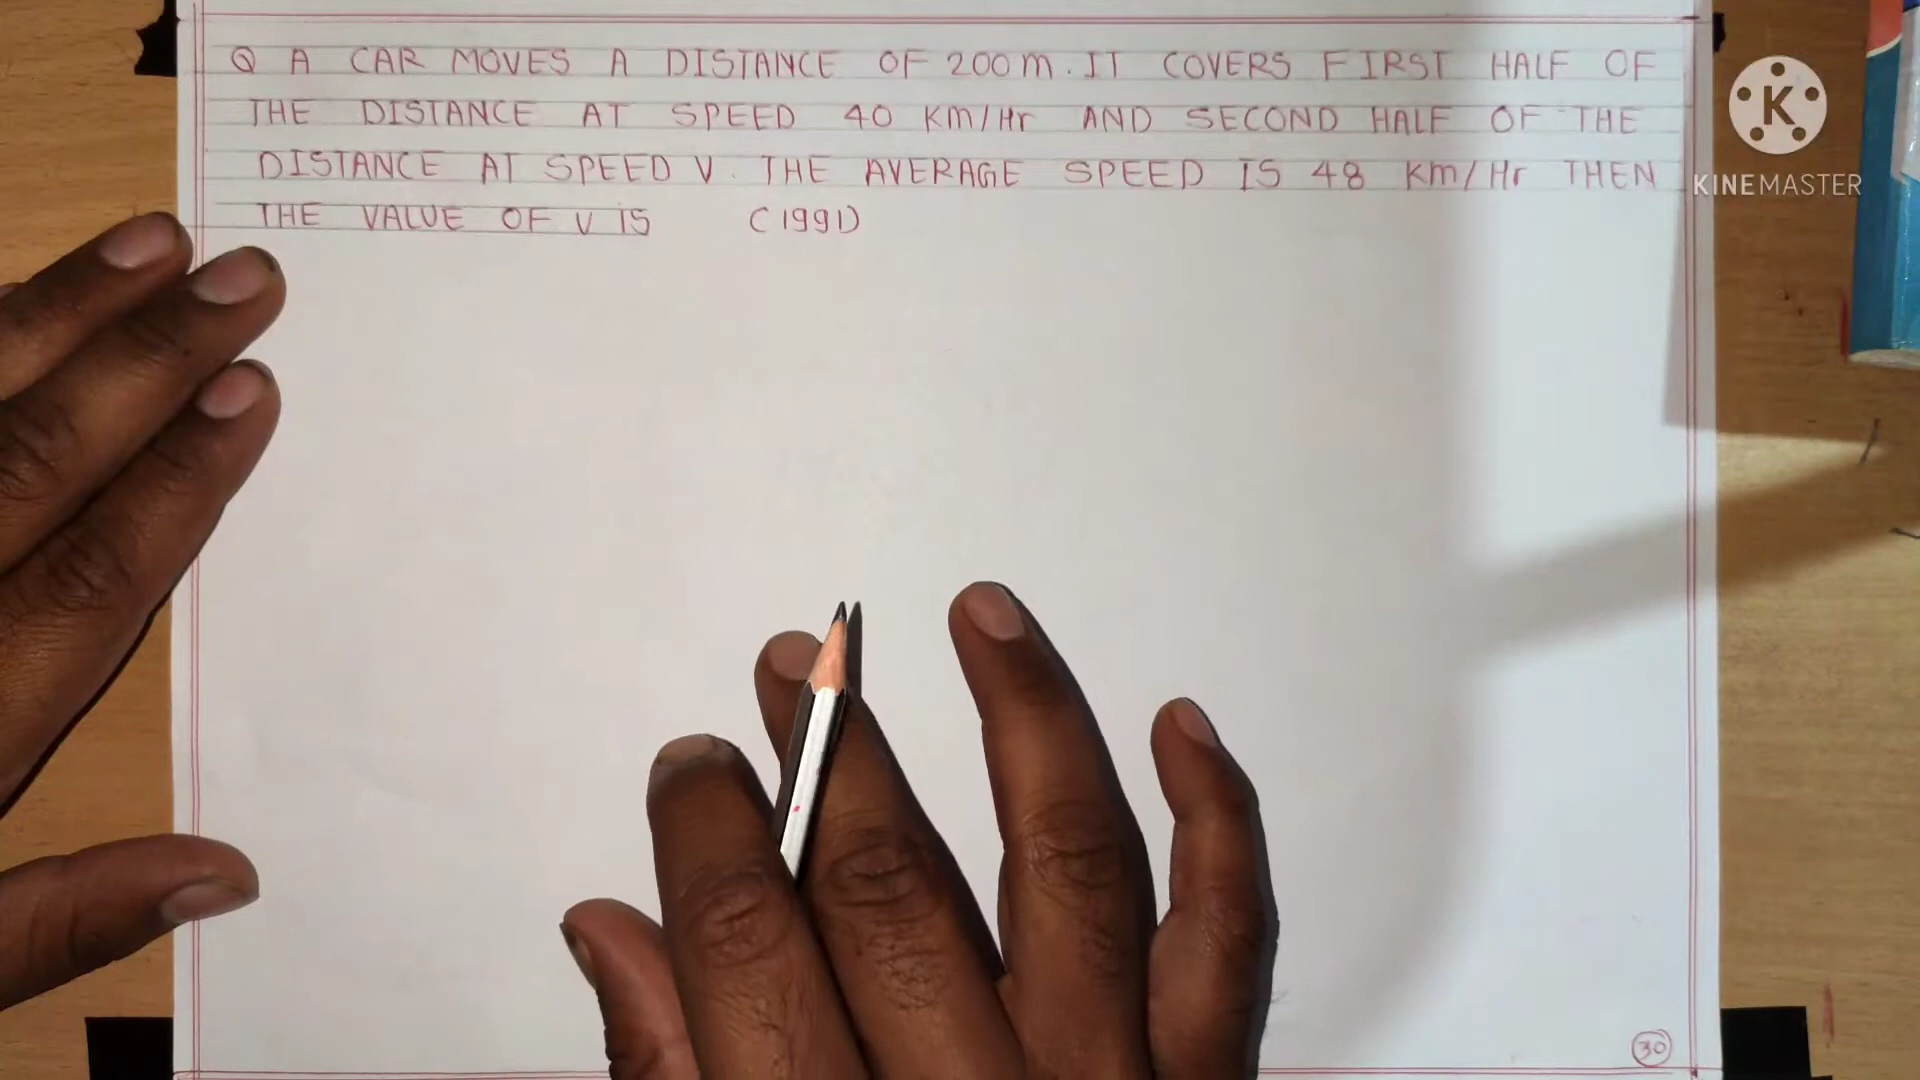 Q A CAR MOVES A DISTANCE OF 200 m. IT COVERS FIRST HALF OF
THE DISTANCE AT SPEED 40 KM/Hr AND SECOND HALF OF THE
DISTANCE AT SPEED V. THE AVERAGE SPEED IS 48 KM/Hr THEN
THE VALUE OF V IS (1991)
K
KINEMASTER
30